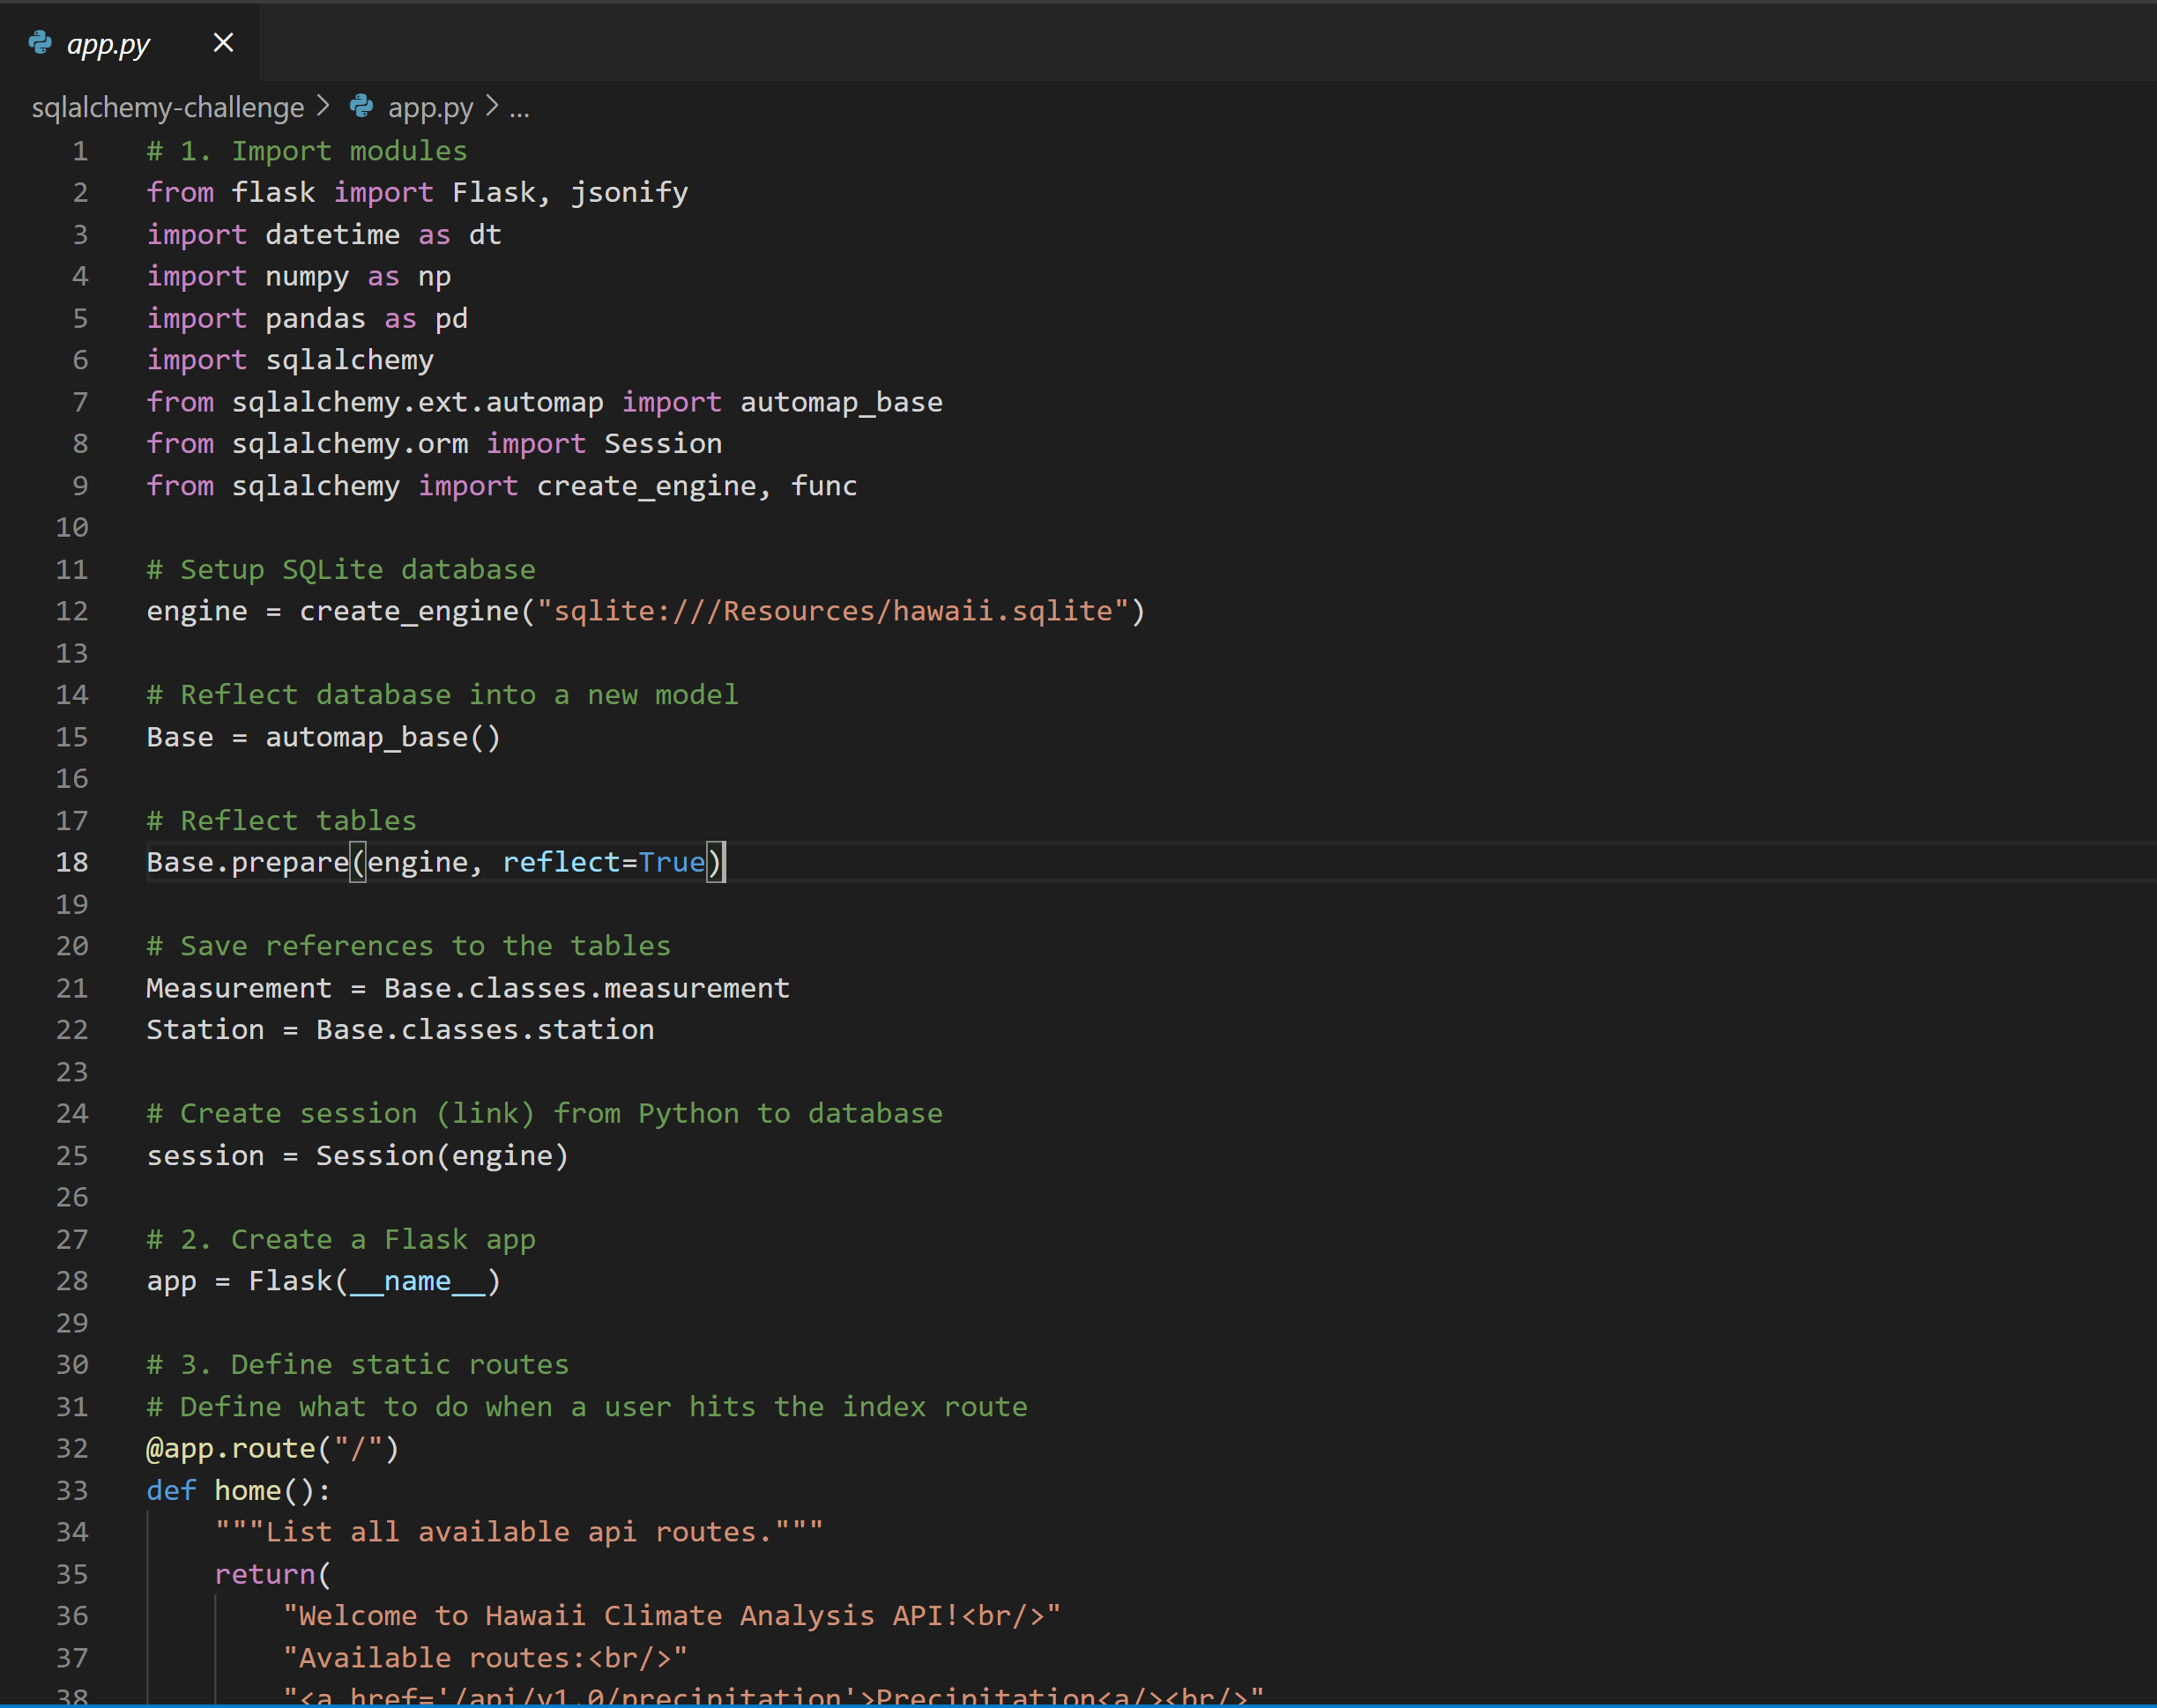 app.py
sqlalchemy-challenge > app.py > ...
1 # 1. Import modules
2 from flask import Flask, jsonify
3 import datetime as dt
4 import numpy as np
5 import pandas as pd
6 import sqlalchemy
7 from sqlalchemy.ext.automap import automap_base
8 from sqlalchemy.orm import Session
9 from sqlalchemy import create_engine, func
10
11 # Setup SQLite database
12 engine = create_engine("sqlite:///Resources/hawaii.sqlite")
13
14 # Reflect database into a new model
15 Base = automap_base()
16
17 # Reflect tables
18 Base.prepare(engine, reflect=True)
19
20 # Save references to the tables
21 Measurement = Base.classes.measurement
22 Station = Base.classes.station
23
24 # Create session (link) from Python to database
25 session = Session(engine)
26
27 # 2. Create a Flask app
28 app = Flask(__name__)
29
30 # 3. Define static routes
31 # Define what to do when a user hits the index route
32 @app.route("/")
33 def home():
34     """List all available api routes."""
35     return(
36         "Welcome to Hawaii Climate Analysis API!<br/>"
37         "Available routes:<br/>"
38         "<a href='/api/v1.0/precipitation'>Precipitation<a/><br/>"